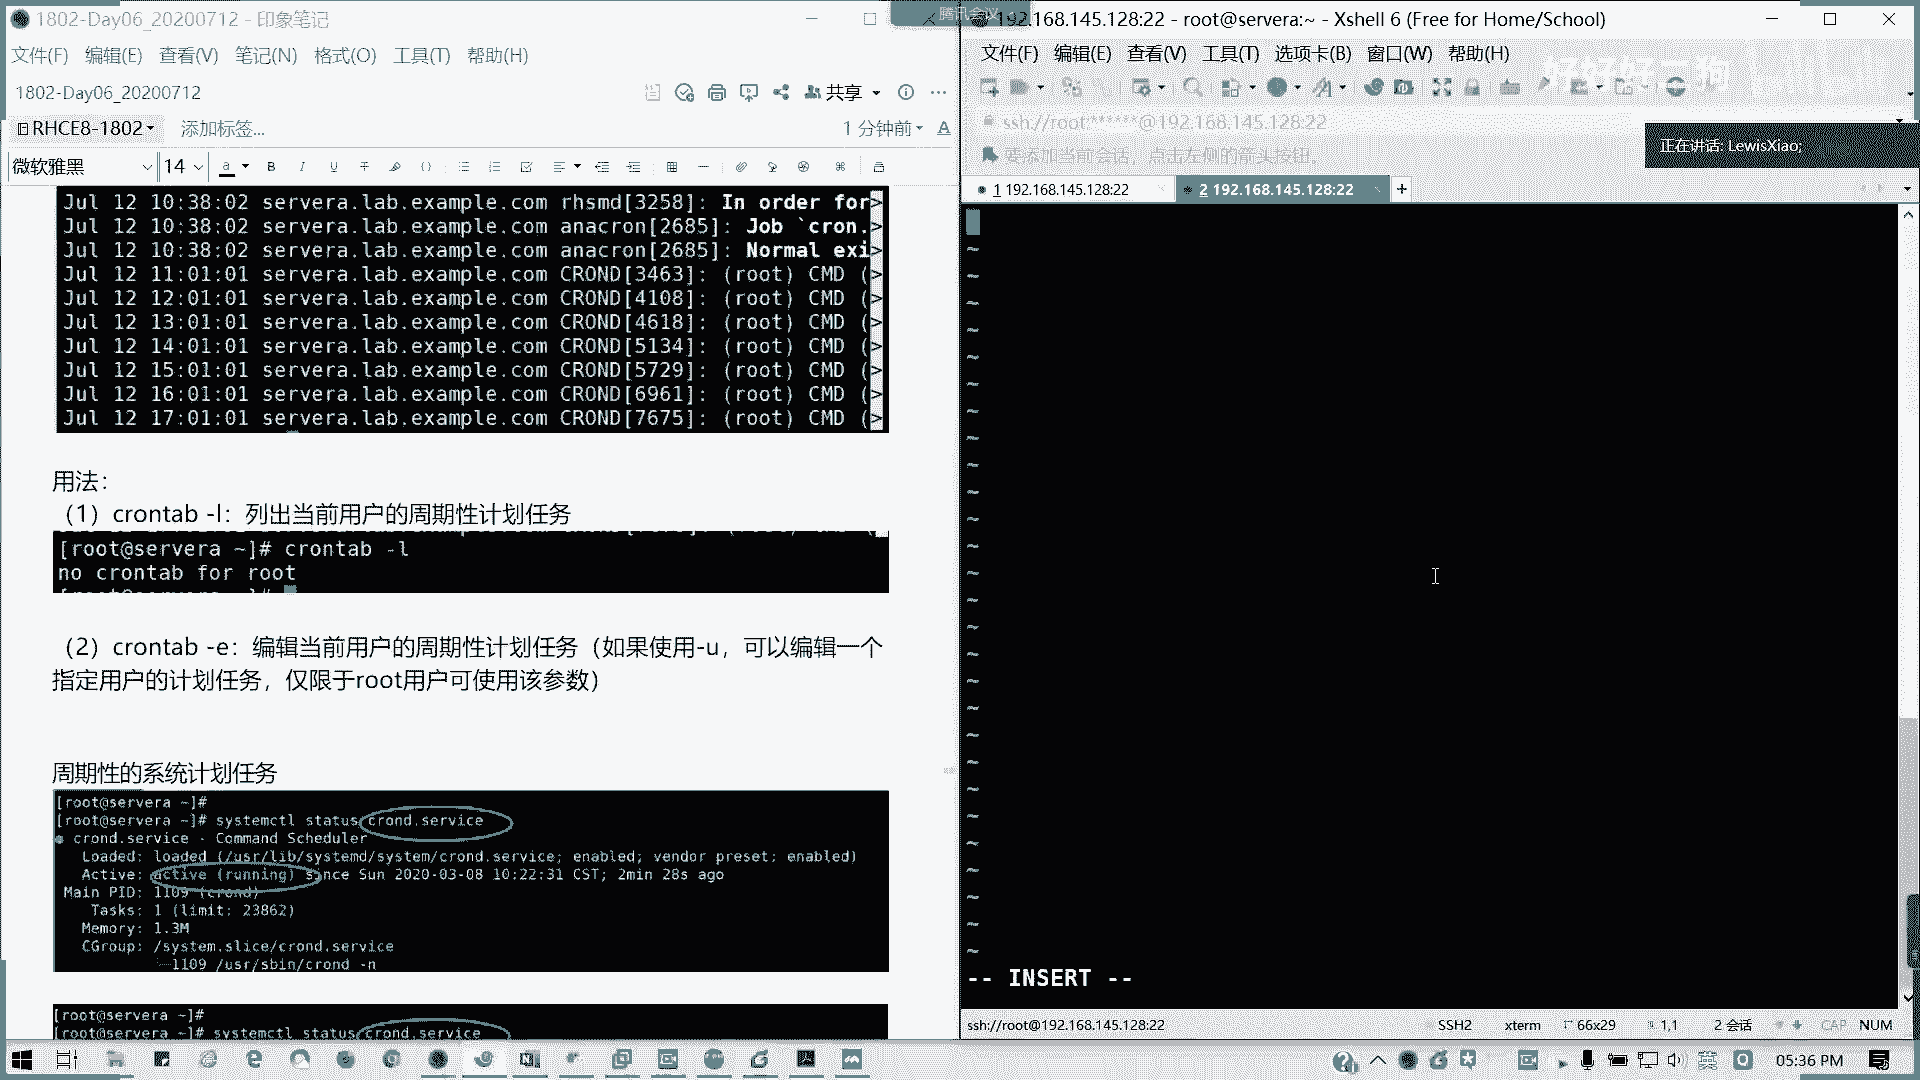 1802-Day06_20200712 - 印象笔记
文件(F) 编辑(E) 查看(V) 笔记(N) 格式(O) 工具(T) 帮助(H)
1802-Day06_20200712
共享
RHCE8-1802 添加标签...
1 分钟前
微软雅黑 14
Jul 12 10:38:02 servera.lab.example.com rhsmd[3258]: In order for>
Jul 12 10:38:02 servera.lab.example.com anacron[2685]: Job `cron.>
Jul 12 10:38:02 servera.lab.example.com anacron[2685]: Normal exi>
Jul 12 11:01:01 servera.lab.example.com CROND[3463]: (root) CMD (>
Jul 12 12:01:01 servera.lab.example.com CROND[4108]: (root) CMD (>
Jul 12 13:01:01 servera.lab.example.com CROND[4618]: (root) CMD (>
Jul 12 14:01:01 servera.lab.example.com CROND[5134]: (root) CMD (>
Jul 12 15:01:01 servera.lab.example.com CROND[5729]: (root) CMD (>
Jul 12 16:01:01 servera.lab.example.com CROND[6961]: (root) CMD (>
Jul 12 17:01:01 servera.lab.example.com CROND[7675]: (root) CMD (>
用法：
（1）crontab -l：列出当前用户的周期性计划任务
[root@servera ~]# crontab -l
no crontab for root
（2）crontab -e：编辑当前用户的周期性计划任务（如果使用-u，可以编辑一个
指定用户的计划任务，仅限于root用户可使用该参数）
周期性的系统计划任务
[root@servera ~]#
[root@servera ~]# systemctl status crond.service
● crond.service - Command Scheduler
Loaded: loaded (/usr/lib/systemd/system/crond.service; enabled; vendor preset: enabled)
Active: active (running) since Sun 2020-03-08 10:22:31 CST; 2min 28s ago
Main PID: 1109 (crond)
Tasks: 1 (limit: 23862)
Memory: 1.3M
CGroup: /system.slice/crond.service
└─1109 /usr/sbin/crond -n
[root@servera ~]#
[root@servera ~]# systemctl status crond.service
腾讯会议
192.168.145.128:22 - root@servera:~ - Xshell 6 (Free for Home/School)
文件(F) 编辑(E) 查看(V) 工具(T) 选项卡(B) 窗口(W) 帮助(H)
ssh://root:******@192.168.145.128:22
要添加当前会话，点击左侧的箭头按钮。
正在讲话: LewisXiao;
1 192.168.145.128:22
2 192.168.145.128:22
-- INSERT --
ssh://root@192.168.145.128:22 SSH2 xterm 66x29 1,1 2 会话 CAP NUM
英 05:36 PM